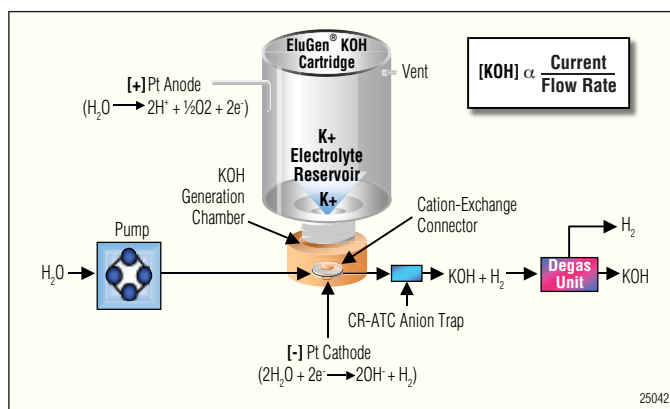 EluGen® KOH
Cartridge
[+] Pt Anode
(H₂O → 2H⁺ + ½O2 + 2e⁻)
Vent
[KOH] α Current
Flow Rate
K+
Electrolyte
Reservoir
K+
KOH
Generation
Chamber
Cation-Exchange
Connector
Pump
H₂O
H₂
KOH + H₂
Degas
Unit
KOH
CR-ATC Anion Trap
[-] Pt Cathode
(2H₂O + 2e⁻ → 2OH⁻ + H₂)
25042